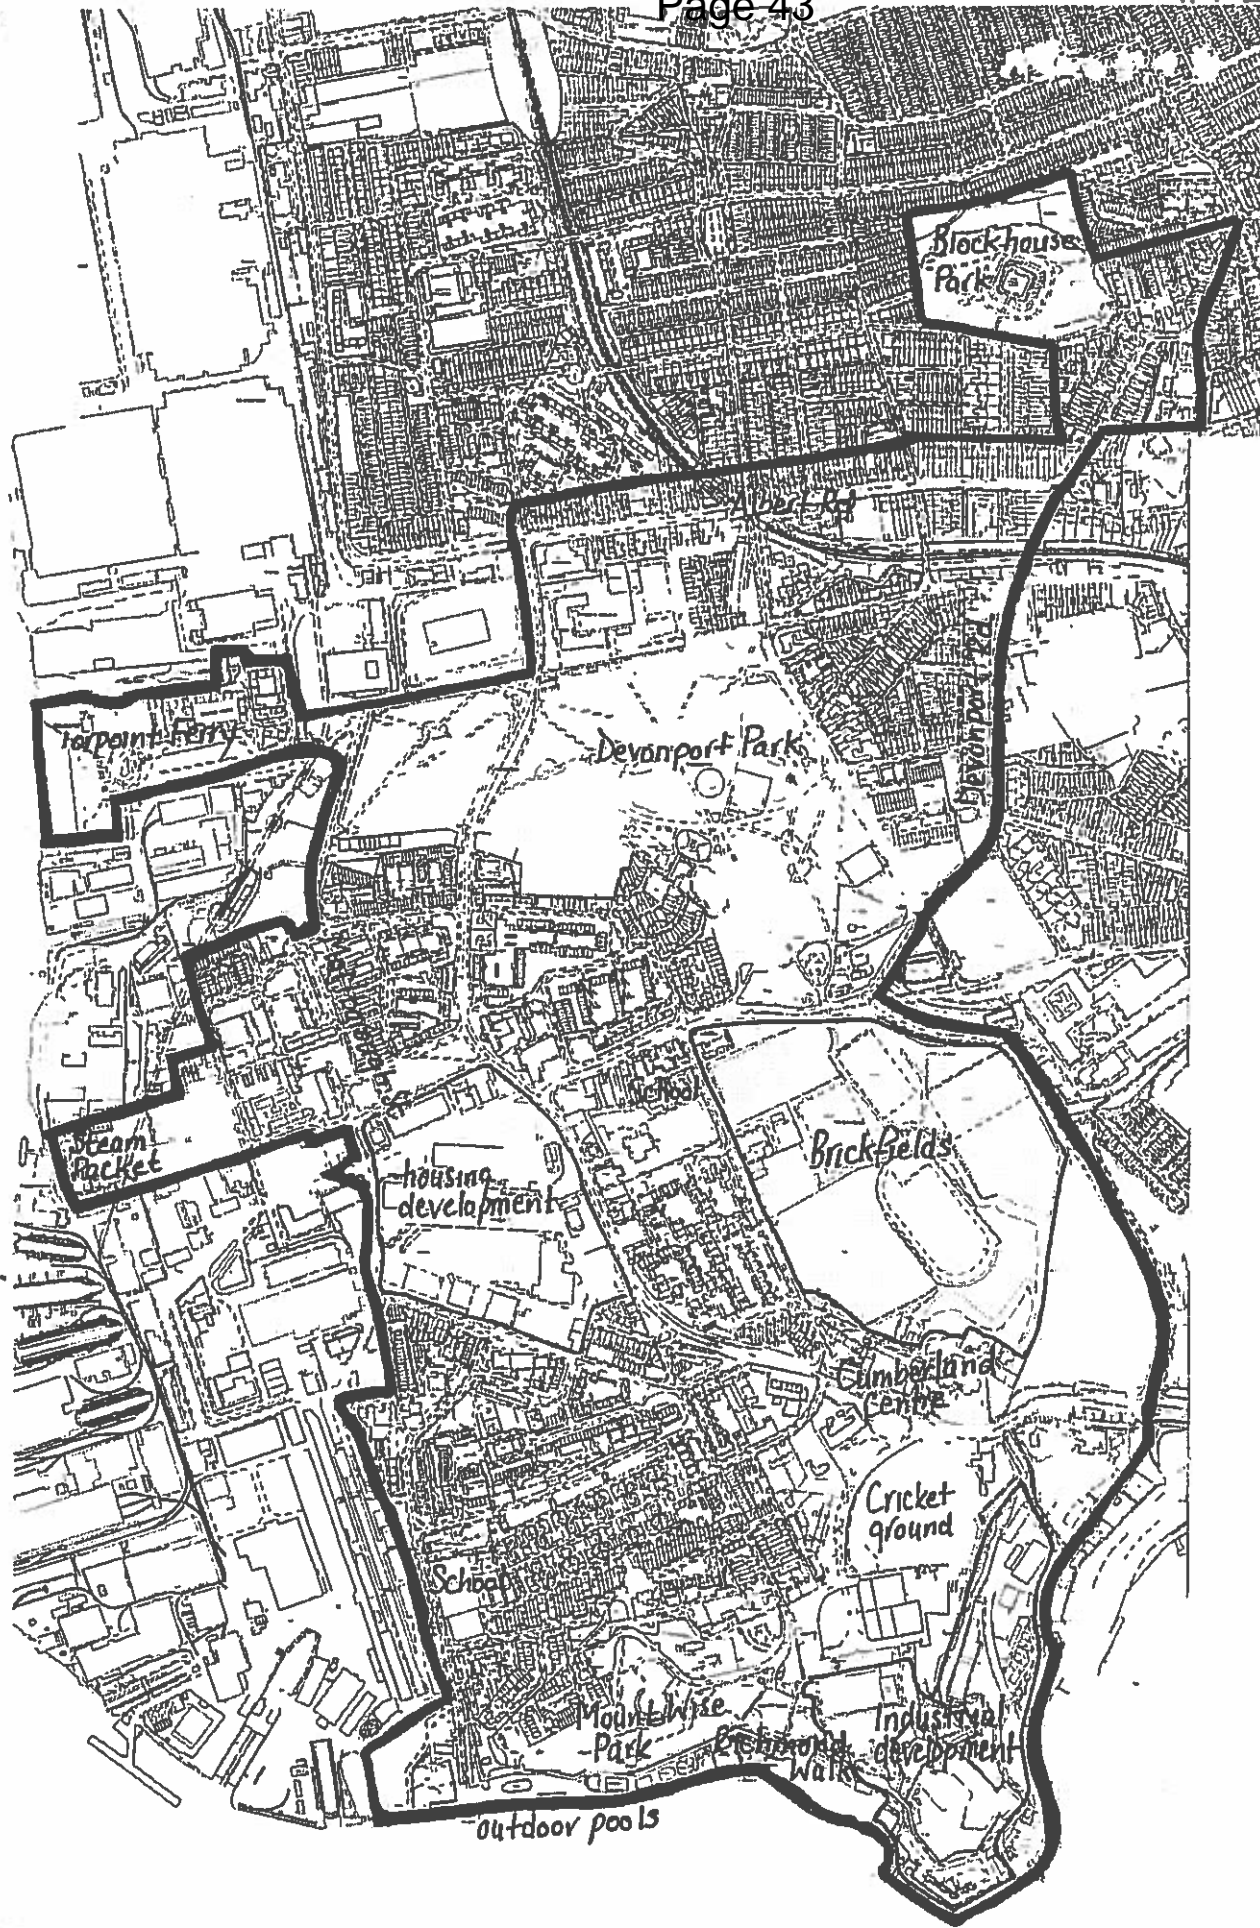 Page 43
Blockhouse
Park
Albert Rd
Devonport Rd
Torpoint Ferry
Devonport Park
School
Brickfields
Steam
Packet
housing
development
Cumberland
Centre
Cricket
ground
School
Mount Wise
Park
Richmond
Walk
Industrial
development
outdoor pools